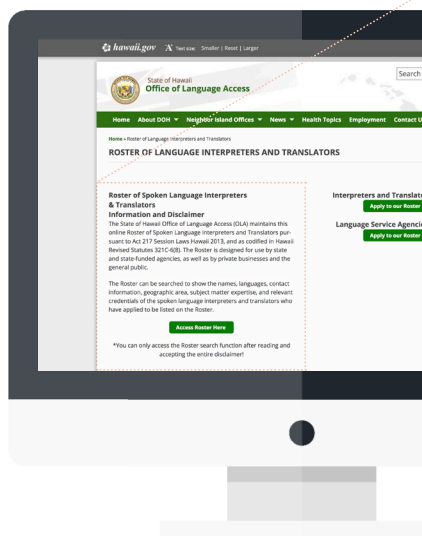 hawaii.gov Text size: Smaller | Reset | Larger
State of Hawaii
Office of Language Access
Search
Home About DOH Neighbor Island Offices News Health Topics Employment Contact U
Home » Roster of Language Interpreters and Translators
ROSTER OF LANGUAGE INTERPRETERS AND TRANSLATORS
Roster of Spoken Language Interpreters
& Translators
Information and Disclaimer
The State of Hawaii Office of Language Access (OLA) maintains this
online Roster of Spoken Language Interpreters and Translators pur-
suant to Act 217 Session Laws Hawaii 2013, and as codified in Hawaii
Revised Statutes 321C-6(8). The Roster is designed for use by state
and state-funded agencies, as well as by private businesses and the
general public.
The Roster can be searched to show the names, languages, contact
information, geographic area, subject matter expertise, and relevant
credentials of the spoken language interpreters and translators who
have applied to be listed on the Roster.
Access Roster Here
*You can only access the Roster search function after reading and
accepting the entire disclaimer!
Interpreters and Translato
Apply to our Roster
Language Service Agencie
Apply to our Roster